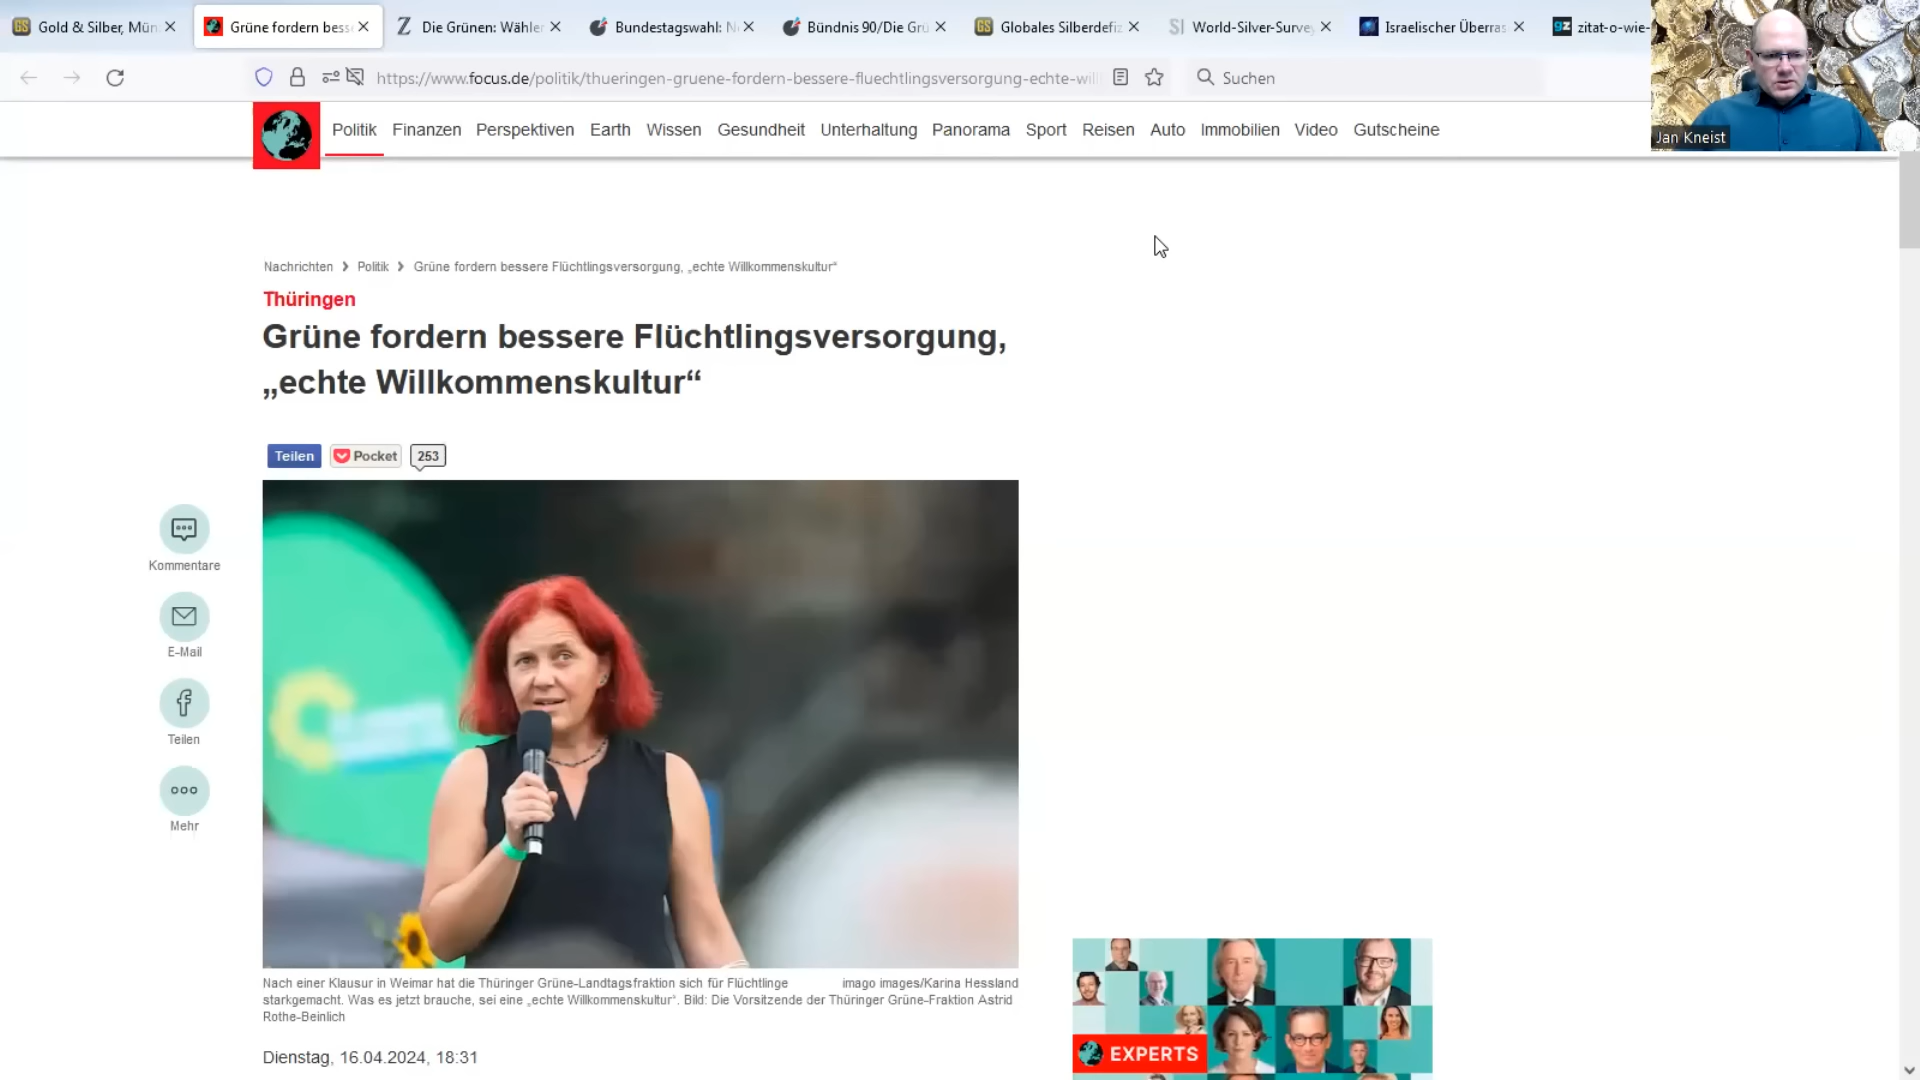 Gold & Silber, Mün
Grüne fordern bess
Die Grünen: Wähler
Bundestagswahl: N
Bündnis 90/Die Grü
Globales Silberdefiz
World-Silver-Survey
Israelischer Überras
zitat-o-wie-
https://www.focus.de/politik/thueringen-gruene-fordern-bessere-fluechtlingsversorgung-echte-will
Suchen
Jan Kneist
Politik Finanzen Perspektiven Earth Wissen Gesundheit Unterhaltung Panorama Sport Reisen Auto Immobilien Video Gutscheine
Nachrichten > Politik > Grüne fordern bessere Flüchtlingsversorgung, „echte Willkommenskultur“
Thüringen
Grüne fordern bessere Flüchtlingsversorgung,
„echte Willkommenskultur“
Teilen Pocket 253
Kommentare
E-Mail
Teilen
Mehr
Nach einer Klausur in Weimar hat die Thüringer Grüne-Landtagsfraktion sich für Flüchtlinge imago images/Karina Hessland
starkgemacht. Was es jetzt brauche, sei eine „echte Willkommenskultur“. Bild: Die Vorsitzende der Thüringer Grüne-Fraktion Astrid
Rothe-Beinlich
Dienstag, 16.04.2024, 18:31
EXPERTS